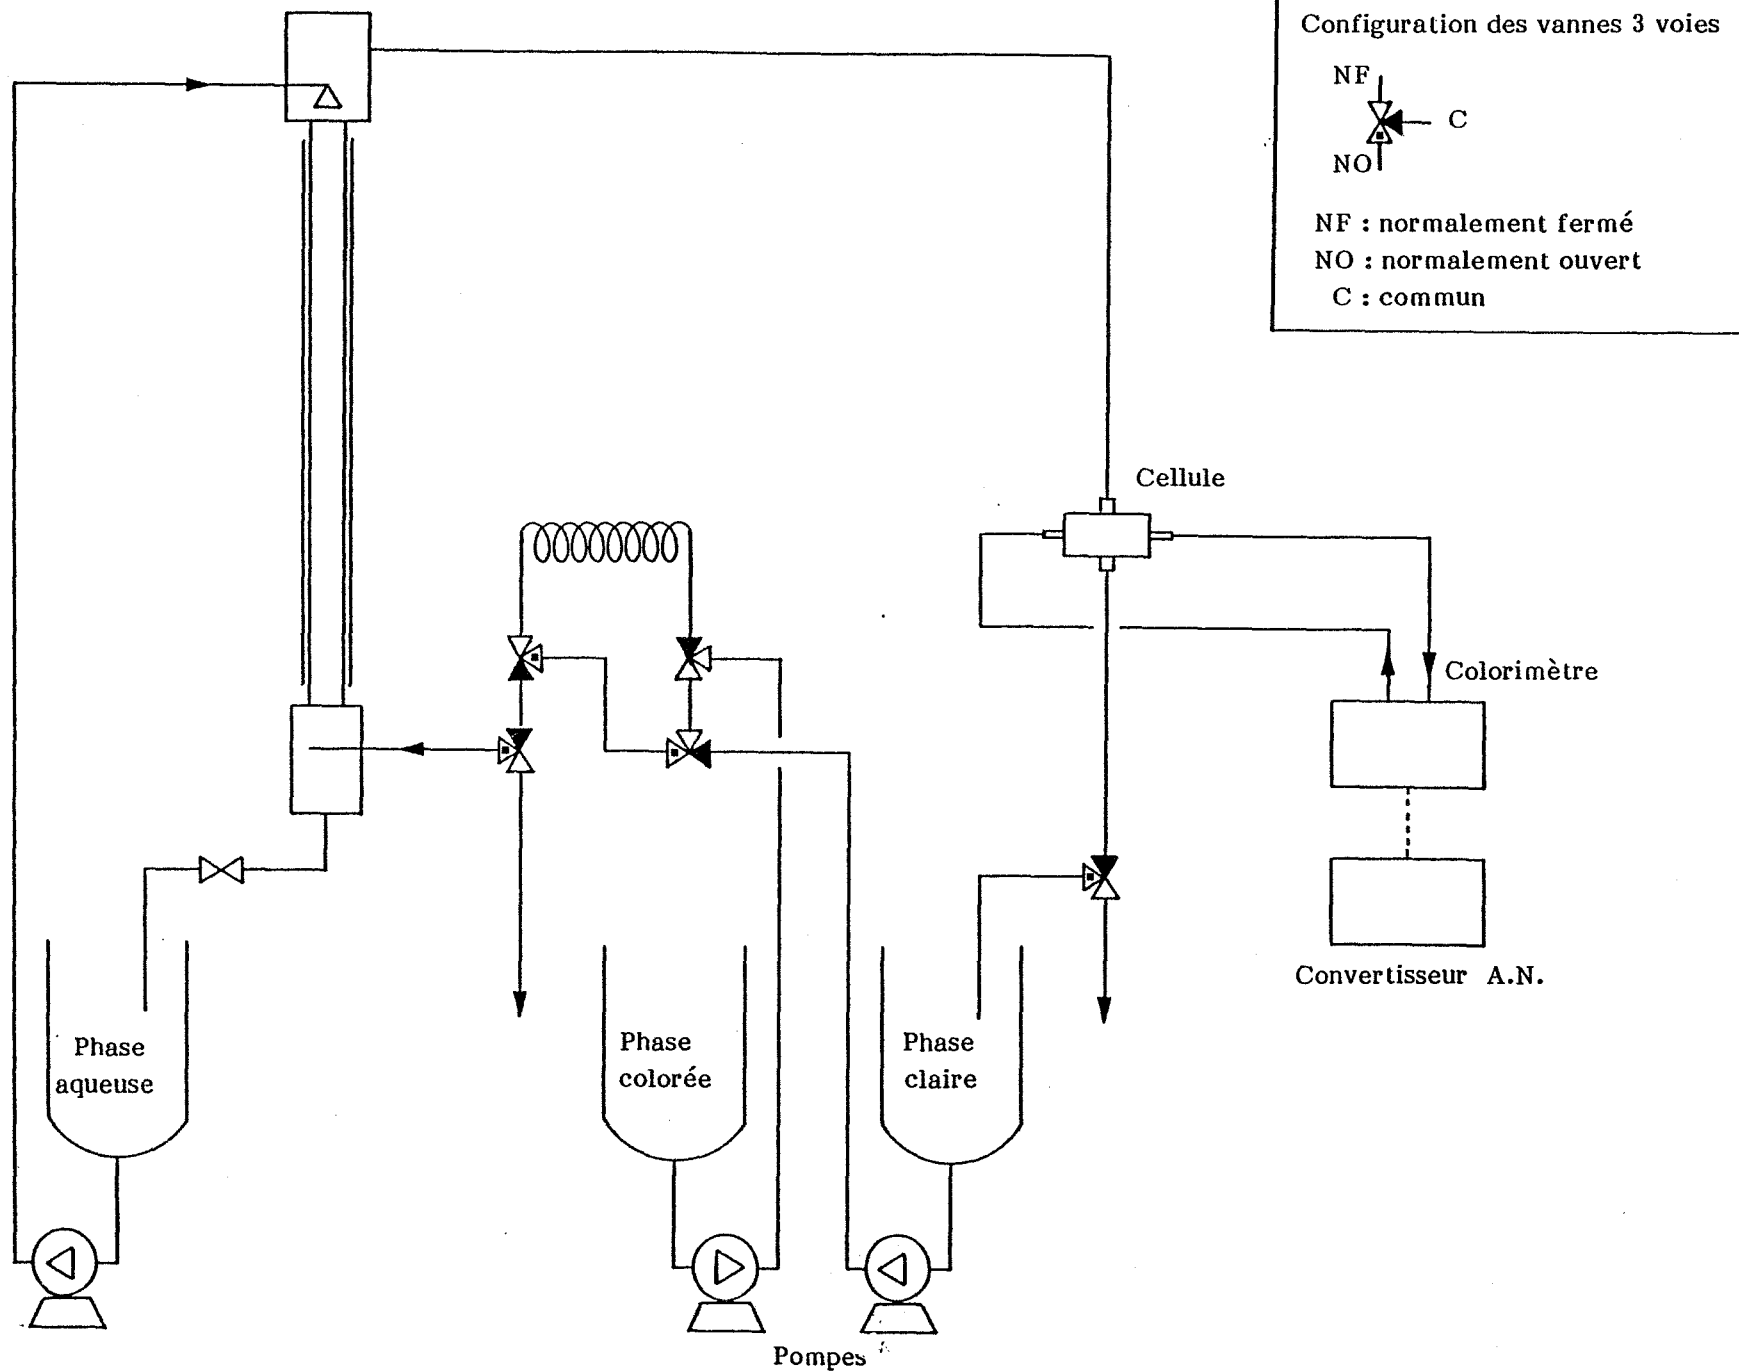 Configuration des vannes 3 voies
NF
C
NO
NF : normalement fermé
NO : normalement ouvert
C : commun
Cellule
Colorimètre
Convertisseur A.N.
Phase
aqueuse
Phase
colorée
Phase
claire
Pompes